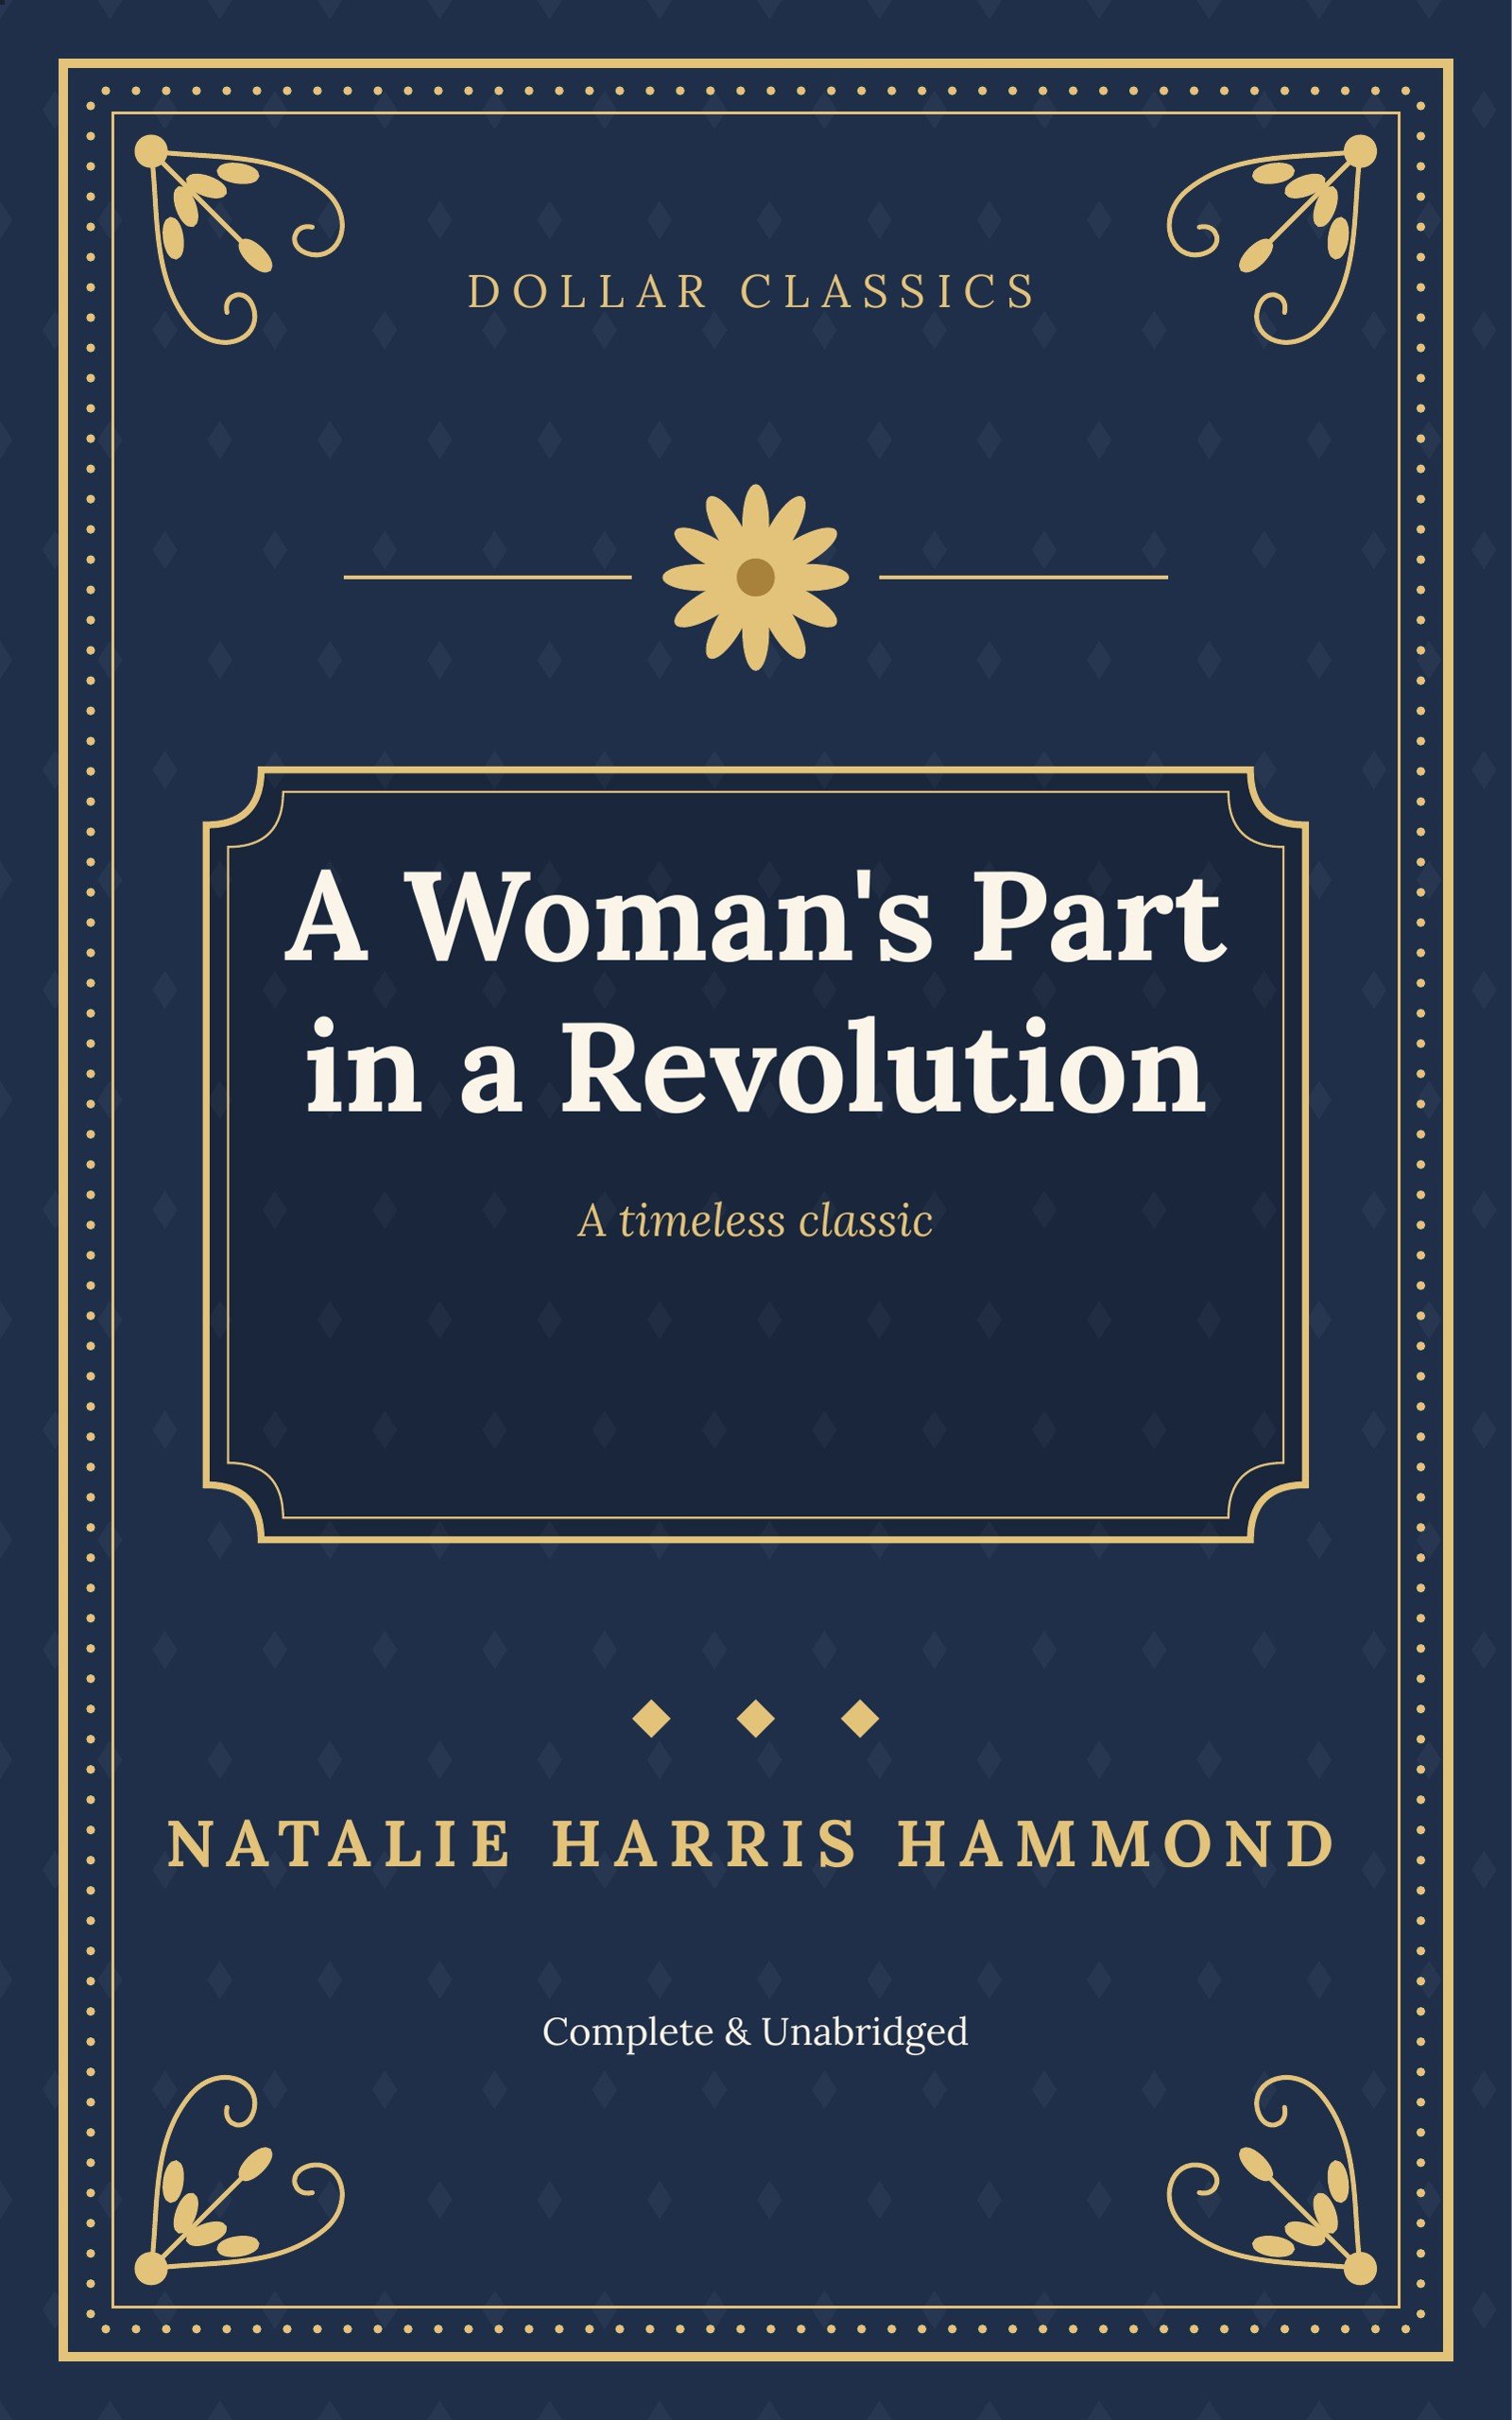 DOLLAR CLASSICS
A Woman's Part
in a Revolution
A timeless classic
NATALIE HARRIS HAMMOND
Complete & Unabridged